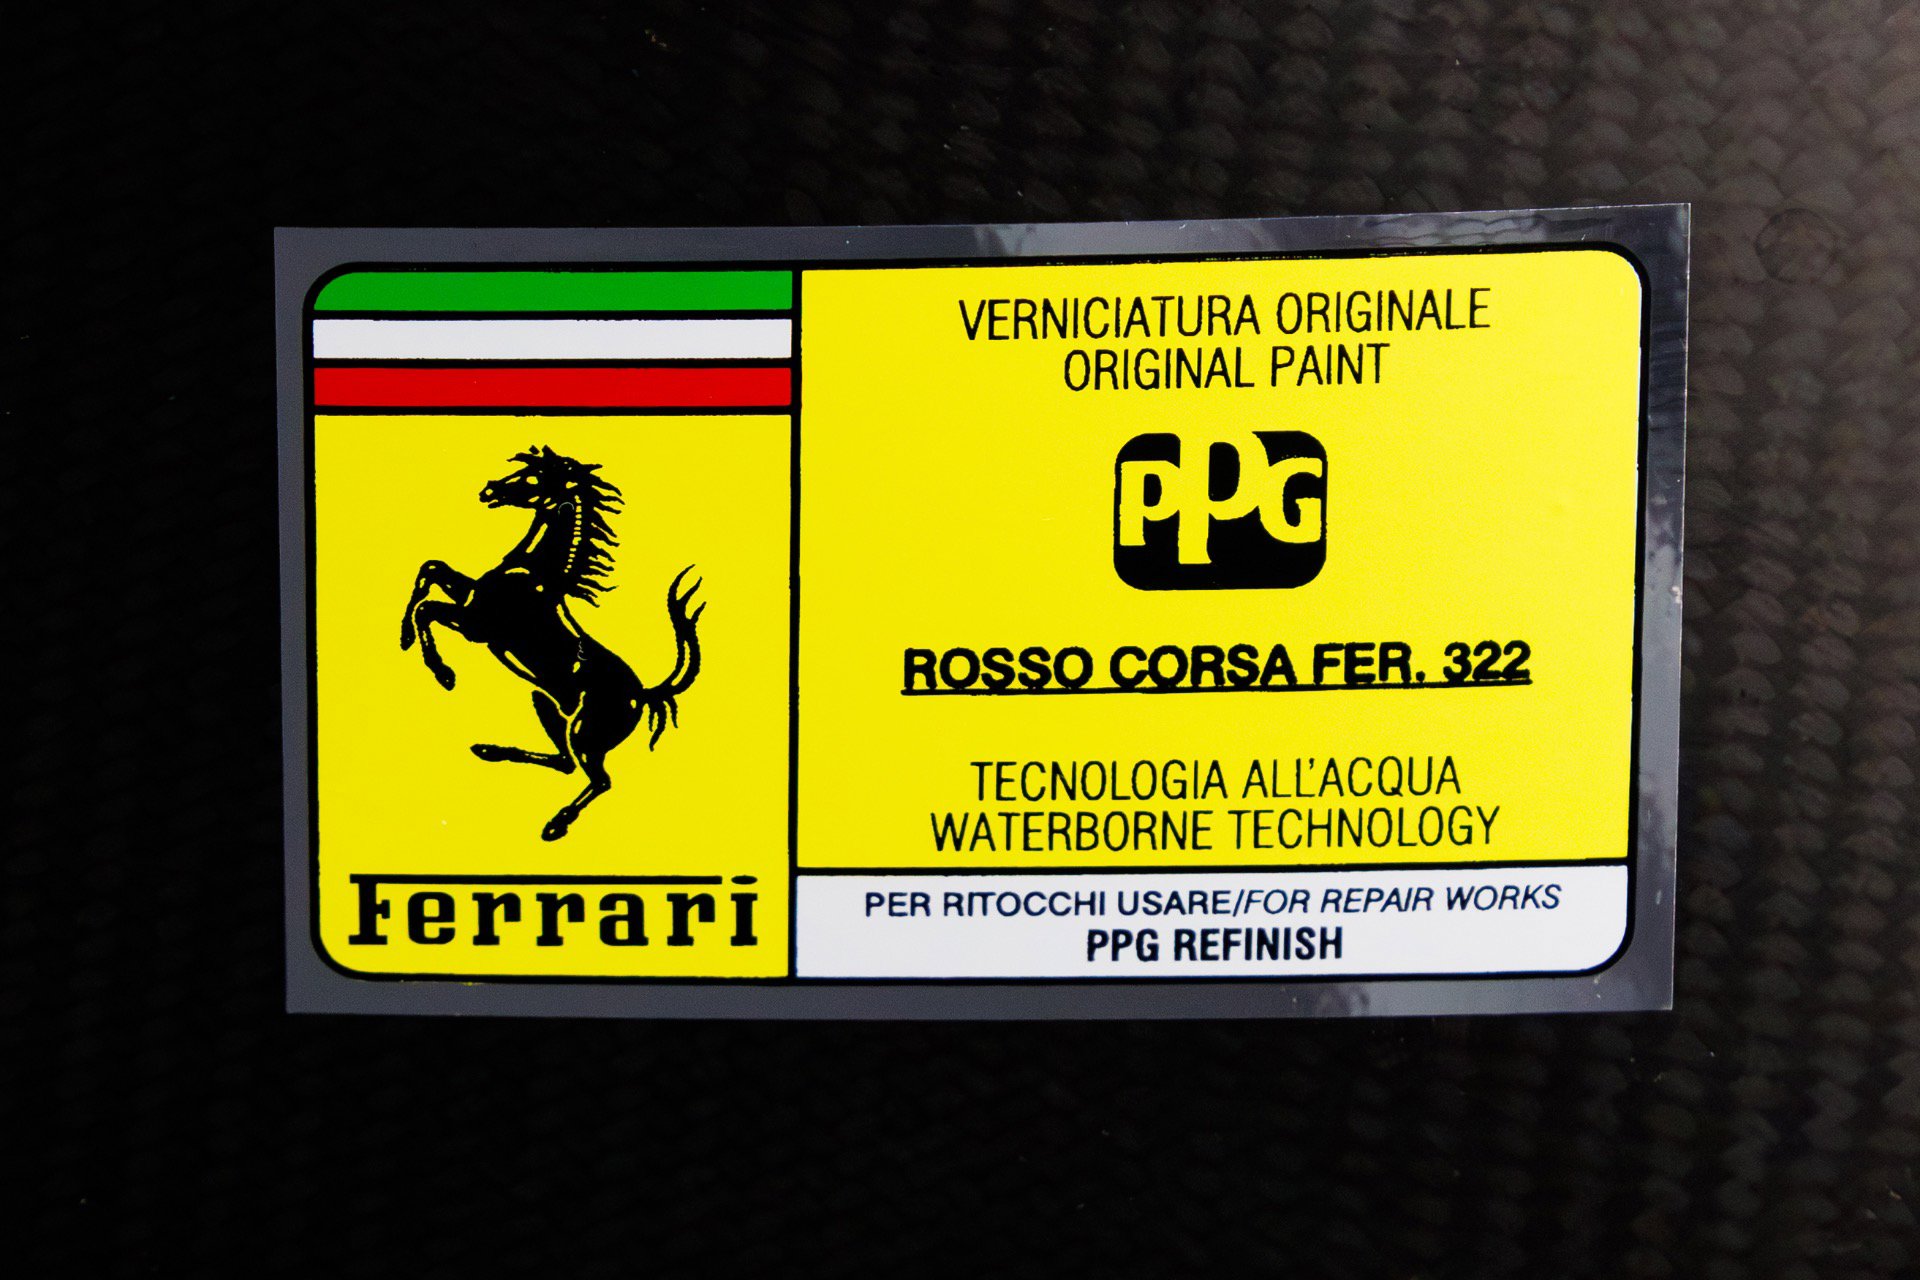 Ferrari
VERNICIATURA ORIGINALE
ORIGINAL PAINT
PPG
ROSSO CORSA FER. 322
TECNOLOGIA ALL'ACQUA
WATERBORNE TECHNOLOGY
PER RITOCCHI USARE/FOR REPAIR WORKS
PPG REFINISH